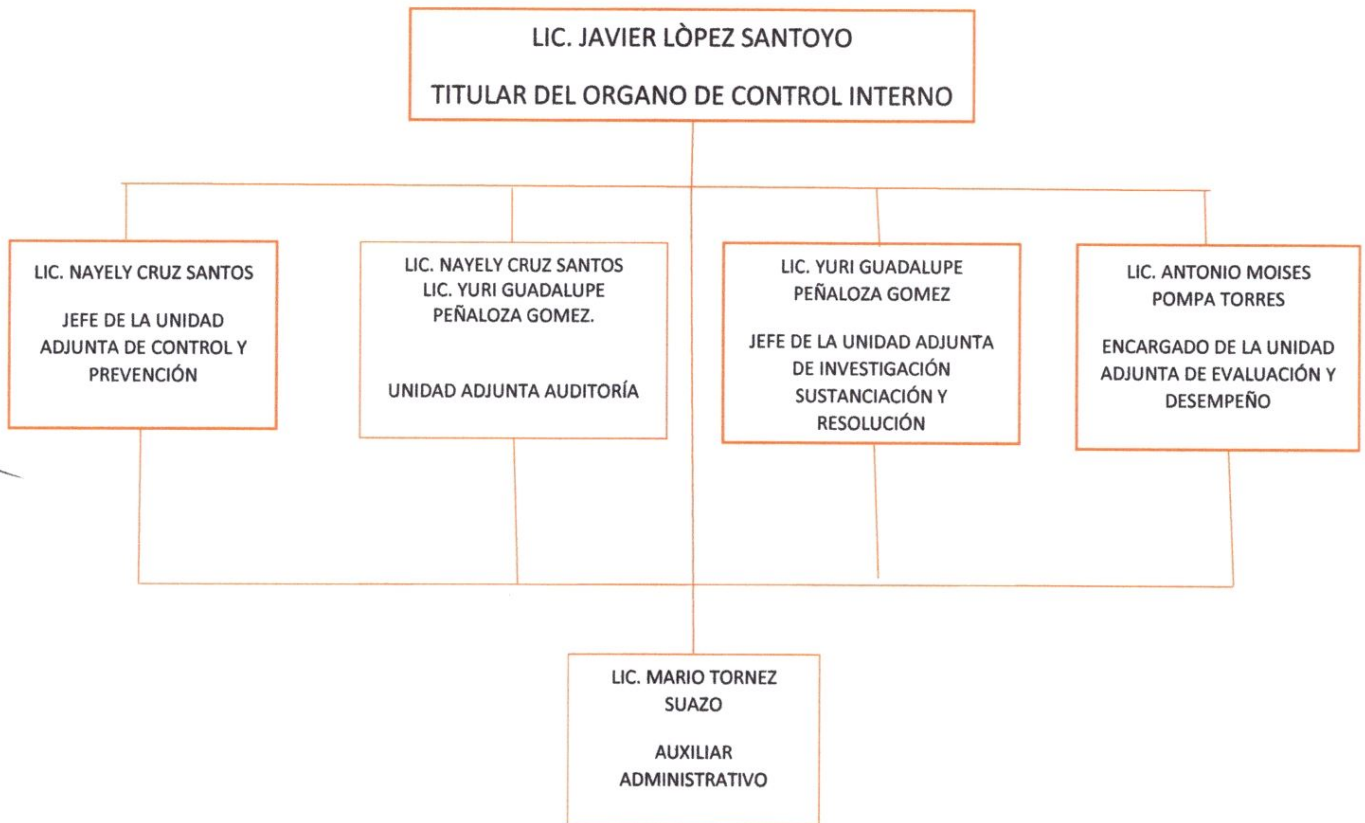 LIC. JAVIER LÒPEZ SANTOYO
TITULAR DEL ORGANO DE CONTROL INTERNO
LIC. NAYELY CRUZ SANTOS
JEFE DE LA UNIDAD
ADJUNTA DE CONTROL Y
PREVENCIÓN
LIC. NAYELY CRUZ SANTOS
LIC. YURI GUADALUPE
PEÑALOZA GOMEZ.
UNIDAD ADJUNTA AUDITORÍA
LIC. YURI GUADALUPE
PEÑALOZA GOMEZ
JEFE DE LA UNIDAD ADJUNTA
DE INVESTIGACIÓN
SUSTANCIACIÓN Y
RESOLUCIÓN
LIC. ANTONIO MOISES
POMPA TORRES
ENCARGADO DE LA UNIDAD
ADJUNTA DE EVALUACIÓN Y
DESEMPEÑO
LIC. MARIO TORNEZ
SUAZO
AUXILIAR
ADMINISTRATIVO